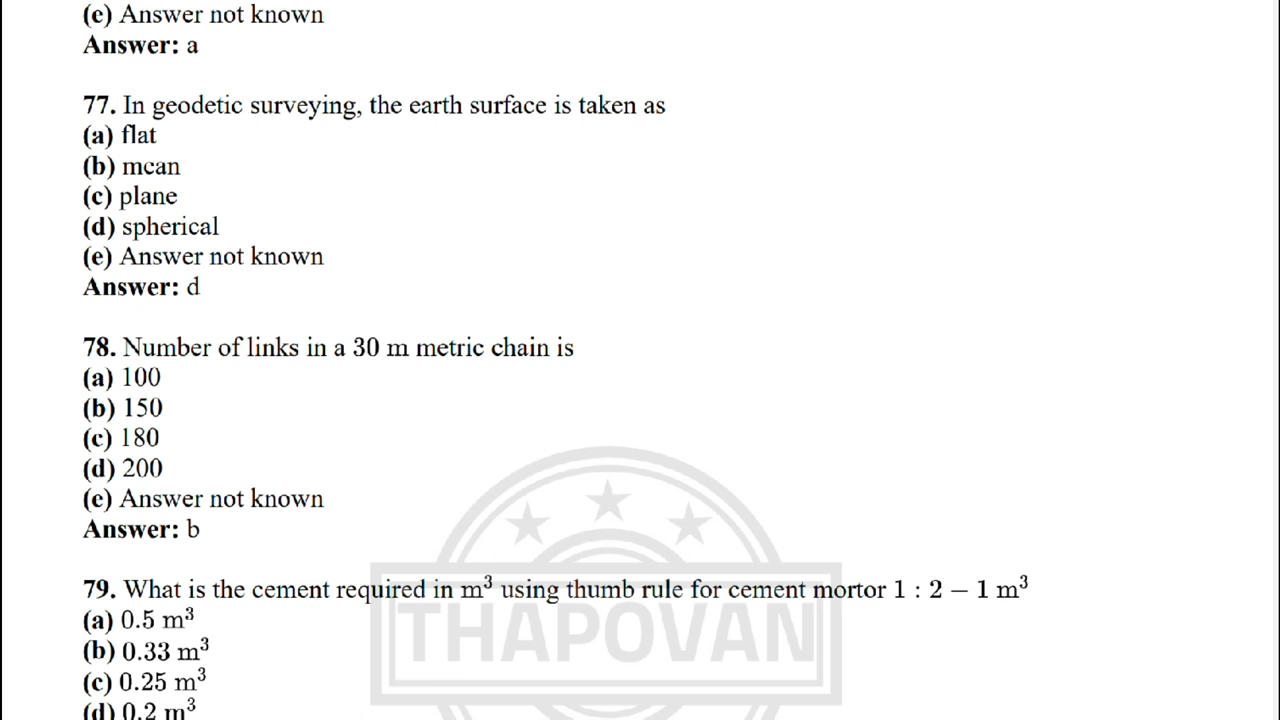 (e) Answer not known
Answer: a
77. In geodetic surveying, the earth surface is taken as
(a) flat
(b) mean
(c) plane
(d) spherical
(e) Answer not known
Answer: d
78. Number of links in a 30 m metric chain is
(a) 100
(b) 150
(c) 180
(d) 200
(e) Answer not known
Answer: b
79. What is the cement required in m³ using thumb rule for cement mortor 1 : 2 – 1 m³
(a) 0.5 m³
(b) 0.33 m³
(c) 0.25 m³
(d) 0.2 m³
THAPOVAN